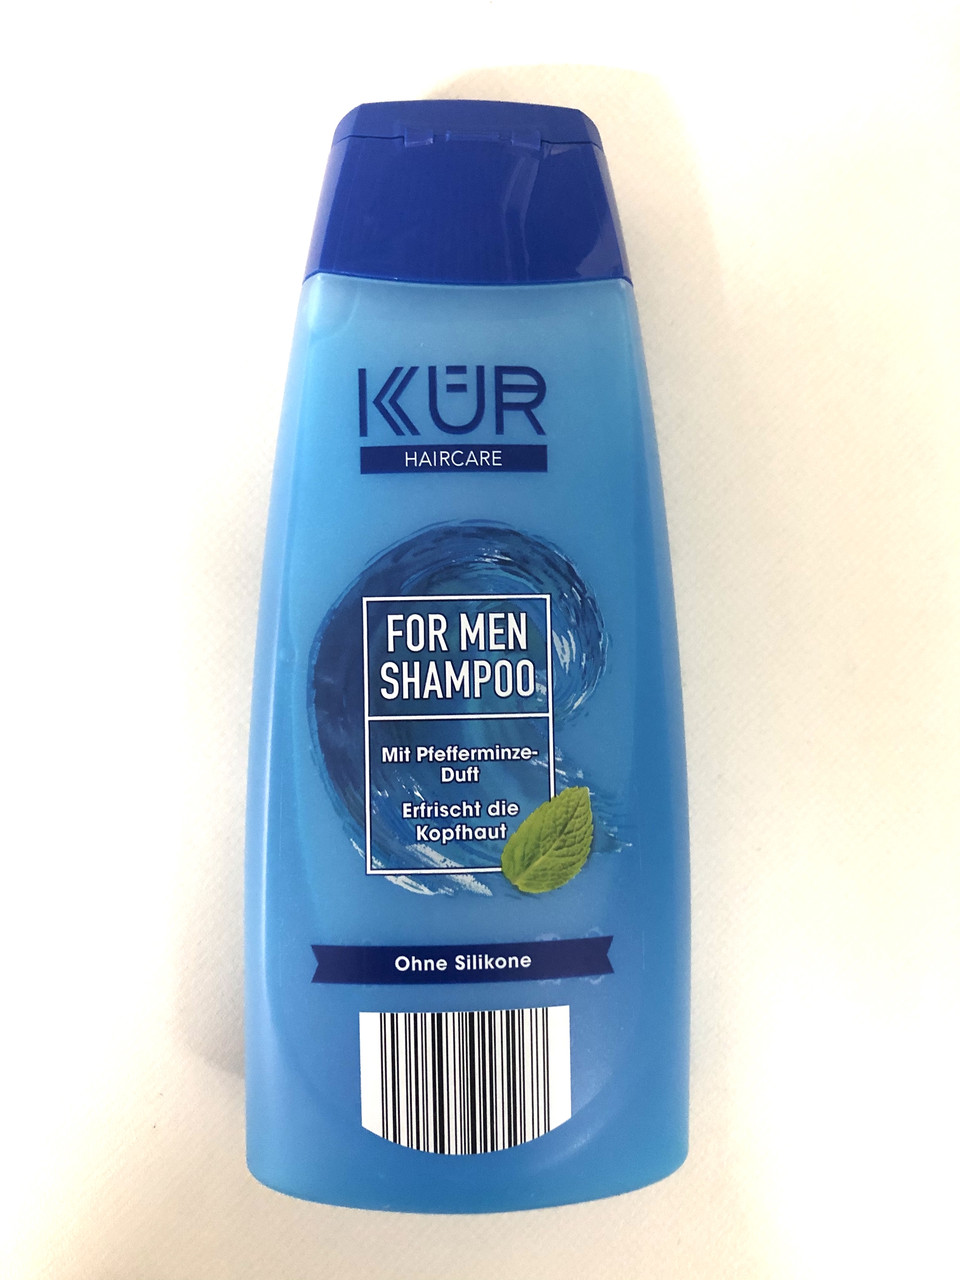 KÜR
HAIRCARE
FOR MEN
SHAMPOO
Mit Pfefferminze-
Duft
Erfrischt die
Kopfhaut
Ohne Silikone